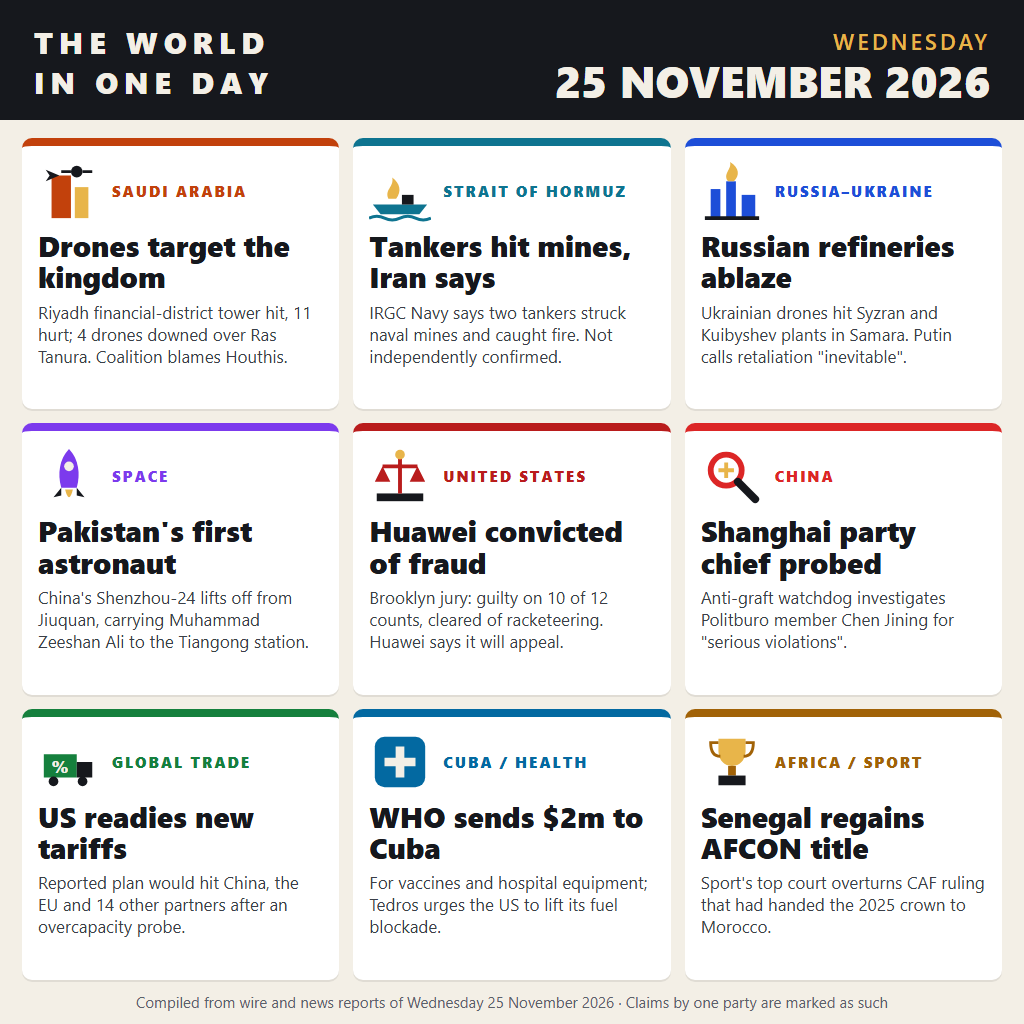 THE WORLD
IN ONE DAY
WEDNESDAY
25 NOVEMBER 2026
SAUDI ARABIA
Drones target the
kingdom
Riyadh financial-district tower hit, 11
hurt; 4 drones downed over Ras
Tanura. Coalition blames Houthis.
STRAIT OF HORMUZ
Tankers hit mines,
Iran says
IRGC Navy says two tankers struck
naval mines and caught fire. Not
independently confirmed.
RUSSIA–UKRAINE
Russian refineries
ablaze
Ukrainian drones hit Syzran and
Kuibyshev plants in Samara. Putin
calls retaliation "inevitable".
SPACE
Pakistan's first
astronaut
China's Shenzhou-24 lifts off from
Jiuquan, carrying Muhammad
Zeeshan Ali to the Tiangong station.
UNITED STATES
Huawei convicted
of fraud
Brooklyn jury: guilty on 10 of 12
counts, cleared of racketeering.
Huawei says it will appeal.
CHINA
Shanghai party
chief probed
Anti-graft watchdog investigates
Politburo member Chen Jining for
"serious violations".
%
GLOBAL TRADE
US readies new
tariffs
Reported plan would hit China, the
EU and 14 other partners after an
overcapacity probe.
CUBA / HEALTH
WHO sends $2m to
Cuba
For vaccines and hospital equipment;
Tedros urges the US to lift its fuel
blockade.
AFRICA / SPORT
Senegal regains
AFCON title
Sport's top court overturns CAF ruling
that had handed the 2025 crown to
Morocco.
Compiled from wire and news reports of Wednesday 25 November 2026 · Claims by one party are marked as such